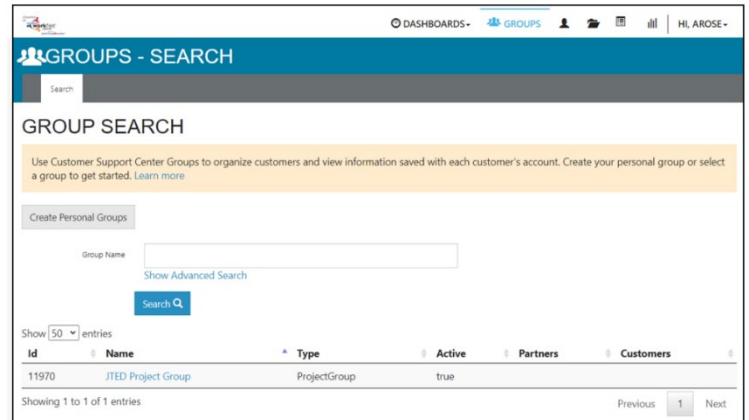 DASHBOARDS GROUPS HI, AROSE
GROUPS - SEARCH
Search
GROUP SEARCH
Use Customer Support Center Groups to organize customers and view information saved with each customer's account. Create your personal group or select
a group to get started. Learn more
Create Personal Groups
Group Name
Show Advanced Search
Search
Show 50 entries
Id Name Type Active Partners Customers
11970 JTED Project Group ProjectGroup true
Showing 1 to 1 of 1 entries
Previous 1 Next